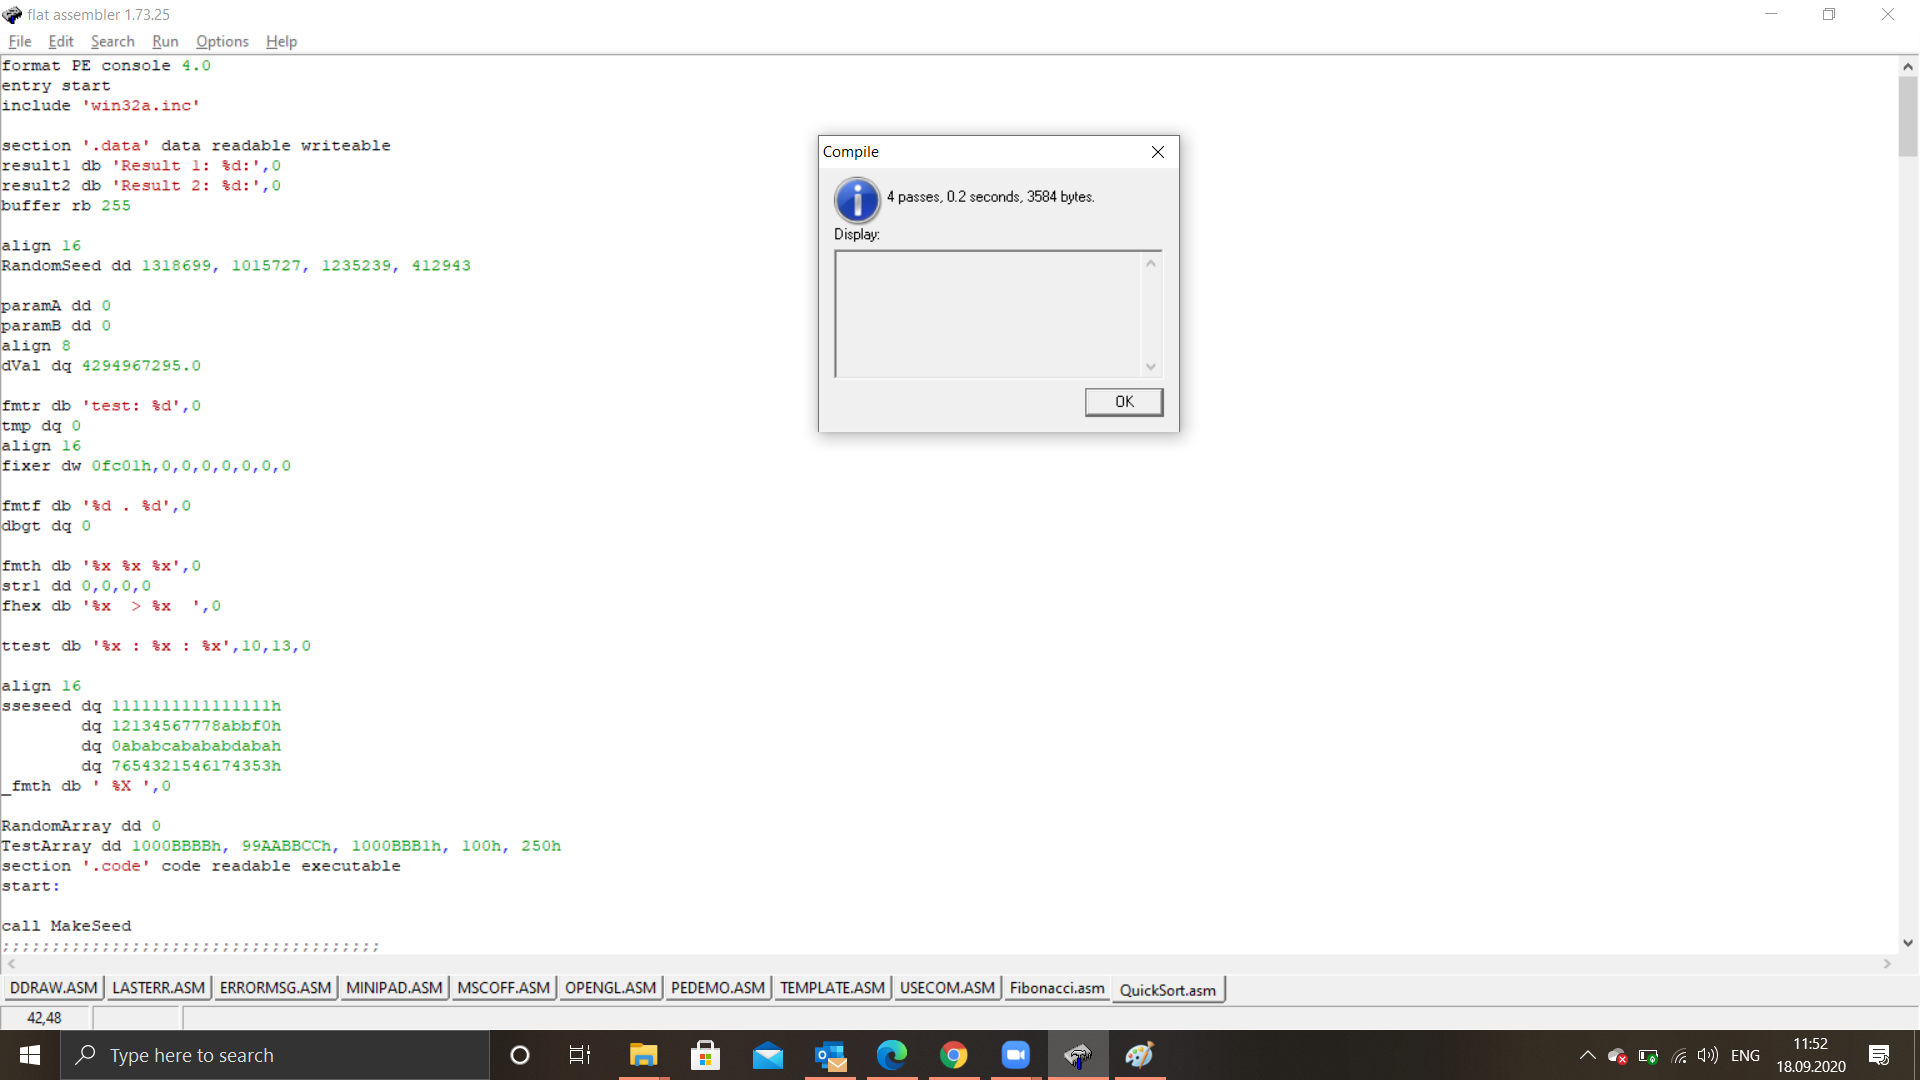 flat assembler 1.73.25
File Edit Search Run Options Help
format PE console 4.0
entry start
include 'win32a.inc'
section '.data' data readable writeable
result1 db 'Result 1: %d:',0
result2 db 'Result 2: %d:',0
buffer rb 255
align 16
RandomSeed dd 1318699, 1015727, 1235239, 412943
paramA dd 0
paramB dd 0
align 8
dVal dq 4294967295.0
fmtr db 'test: %d',0
tmp dq 0
align 16
fixer dw 0fc01h,0,0,0,0,0,0,0
fmtf db '%d . %d',0
dbgt dq 0
fmth db '%x %x %x',0
strl dd 0,0,0,0
fhex db '%x  > %x  ',0
ttest db '%x : %x : %x',10,13,0
align 16
sseseed dq 1111111111111111h
dq 12134567778abbf0h
dq 0ababcabababdabah
dq 7654321546174353h
_fmth db ' %X ',0
RandomArray dd 0
TestArray dd 1000BBBBh, 99AABBCCh, 1000BBB1h, 100h, 250h
section '.code' code readable executable
start:
call MakeSeed
;;;;;;;;;;;;;;;;;;;;;;;;;;;;;;;;;;;;;;
Compile
4 passes, 0.2 seconds, 3584 bytes.
Display:
OK
DDRAW.ASM LASTERR.ASM ERRORMSG.ASM MINIPAD.ASM MSCOFF.ASM OPENGL.ASM PEDEMO.ASM TEMPLATE.ASM USECOM.ASM Fibonacci.asm QuickSort.asm
42,48
Type here to search
ENG
11:52
18.09.2020